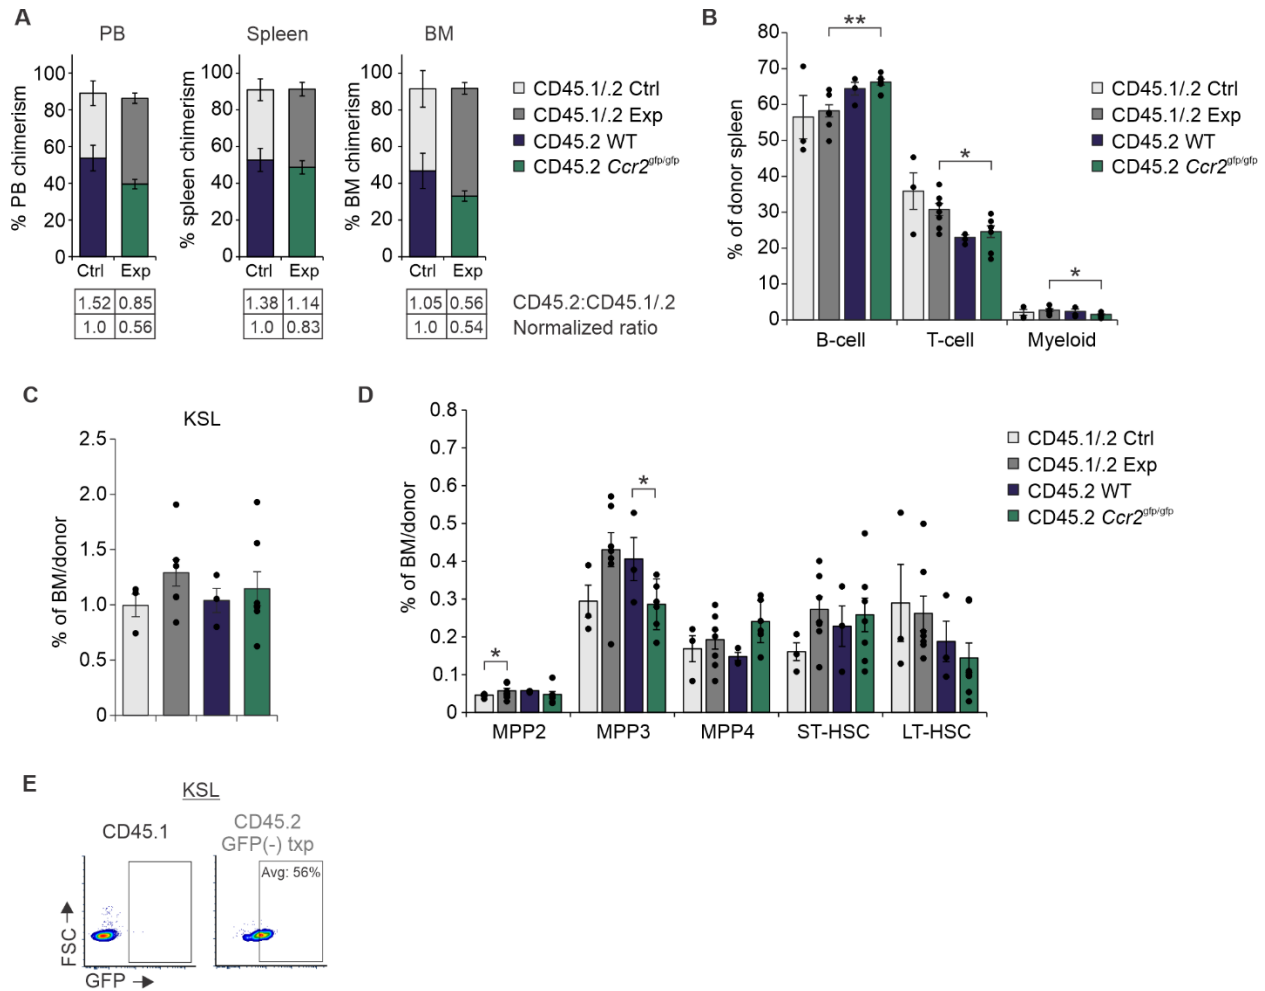 A
PB
Spleen
BM
% PB chimerism
100
80
60
40
20
0
Ctrl
Exp
% spleen chimerism
100
80
60
40
20
0
Ctrl
Exp
% BM chimerism
100
80
60
40
20
0
Ctrl
Exp
CD45.1/.2 Ctrl
CD45.1/.2 Exp
CD45.2 WT
CD45.2 Ccr2gfp/gfp
1.52 0.85
1.0 0.56
1.38 1.14
1.0 0.83
1.05 0.56
1.0 0.54
CD45.2:CD45.1/.2
Normalized ratio
B
% of donor spleen
80
70
60
50
40
30
20
10
0
**
*
*
B-cell
T-cell
Myeloid
CD45.1/.2 Ctrl
CD45.1/.2 Exp
CD45.2 WT
CD45.2 Ccr2gfp/gfp
C
KSL
% of BM/donor
2.5
2.0
1.5
1.0
0.5
0
D
% of BM/donor
0.8
0.7
0.6
0.5
0.4
0.3
0.2
0.1
0
*
*
MPP2
MPP3
MPP4
ST-HSC
LT-HSC
CD45.1/.2 Ctrl
CD45.1/.2 Exp
CD45.2 WT
CD45.2 Ccr2gfp/gfp
E
KSL
CD45.1
CD45.2
GFP(-) txp
Avg: 56%
FSC
GFP